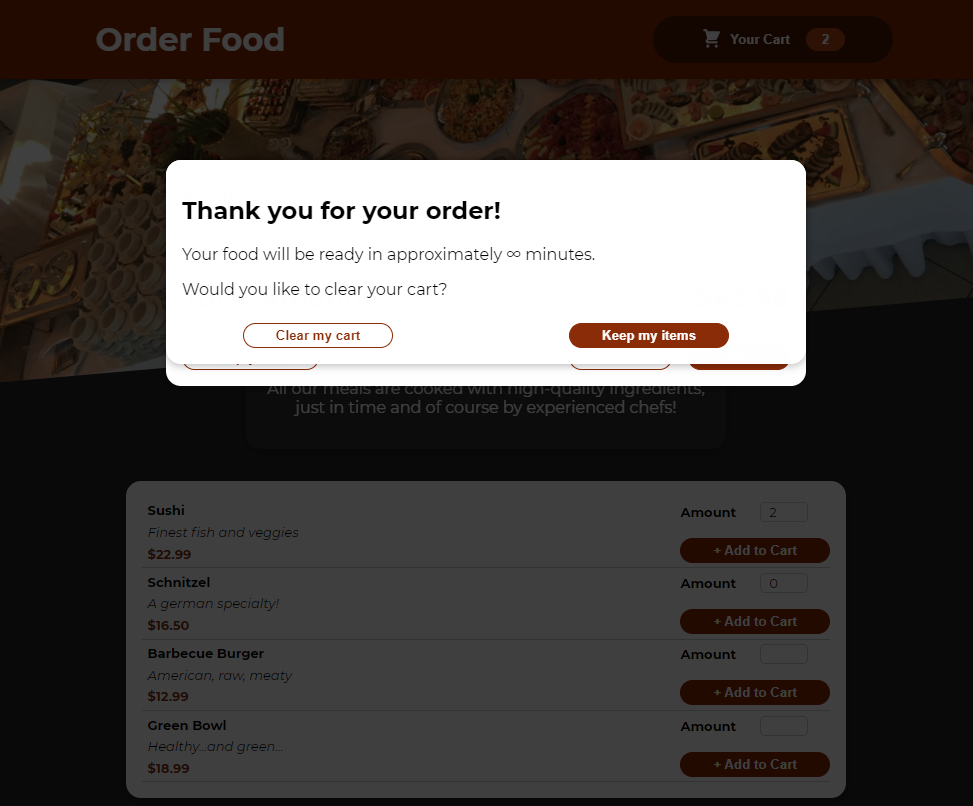 Order Food
Your Cart 2
Thank you for your order!
Your food will be ready in approximately ∞ minutes.
Would you like to clear your cart?
Clear my cart
Keep my items
All our meals are cooked with high-quality ingredients,
just in time and of course by experienced chefs!
Sushi
Amount 2
Finest fish and veggies
$22.99
+ Add to Cart
Schnitzel
Amount 0
A german specialty!
$16.50
+ Add to Cart
Barbecue Burger
Amount
American, raw, meaty
$12.99
+ Add to Cart
Green Bowl
Amount
Healthy...and green...
$18.99
+ Add to Cart